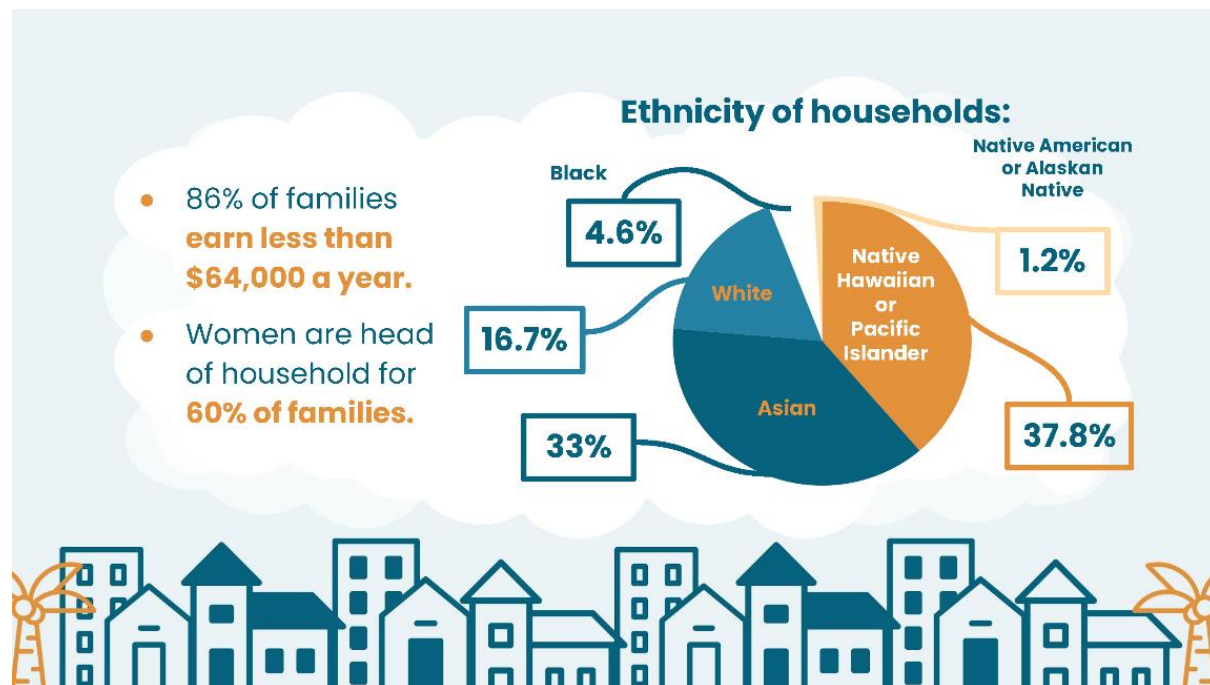 Ethnicity of households:
• 86% of families
earn less than
$64,000 a year.
• Women are head
of household for
60% of families.
Black
4.6%
Native American
or Alaskan
Native
1.2%
White
16.7%
Native
Hawaiian
or
Pacific
Islander
37.8%
Asian
33%